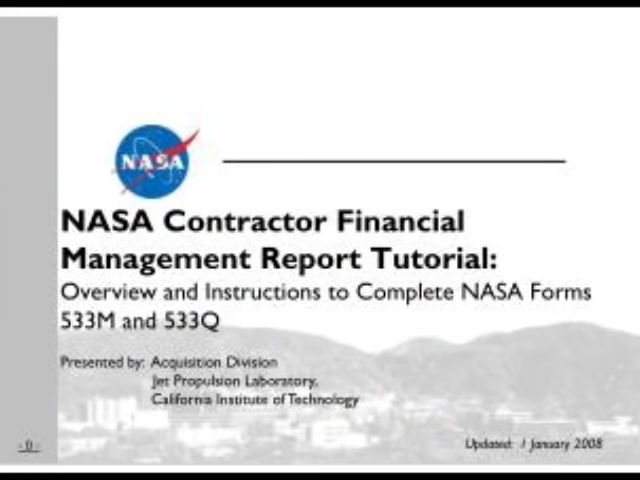 NASA
NASA Contractor Financial
Management Report Tutorial:
Overview and Instructions to Complete NASA Forms
533M and 533Q
Presented by: Acquisition Division
Jet Propulsion Laboratory,
California Institute of Technology
- 0 -
Updated: 1 January 2008